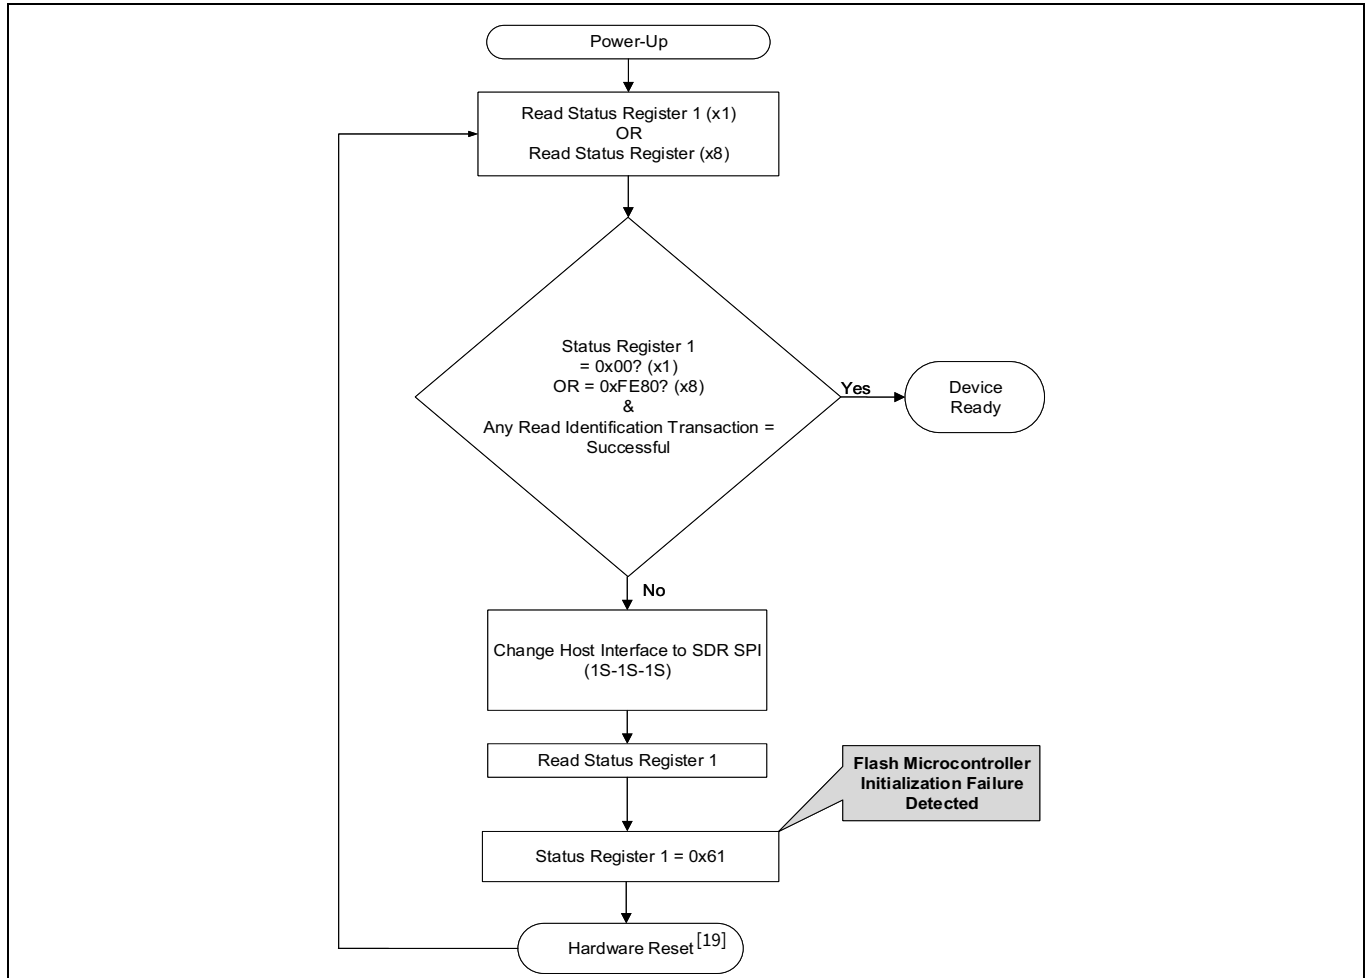 Power-Up
Read Status Register 1 (x1)
OR
Read Status Register (x8)
Status Register 1
= 0x00? (x1)
OR = 0xFE80? (x8)
&
Any Read Identification Transaction =
Successful
Yes
Device
Ready
No
Change Host Interface to SDR SPI
(1S-1S-1S)
Read Status Register 1
Flash Microcontroller
Initialization Failure
Detected
Status Register 1 = 0x61
Hardware Reset [19]